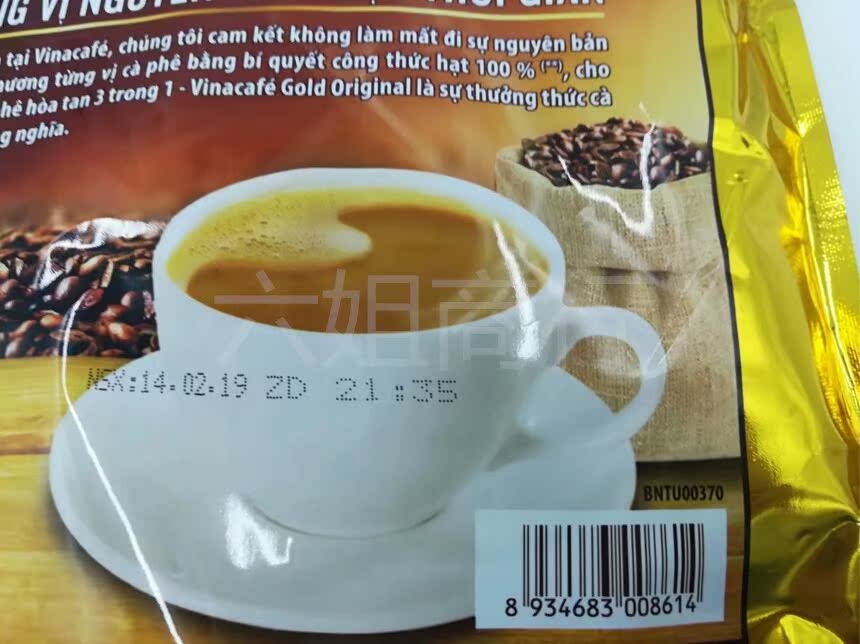 tại Vinacafé, chúng tôi cam kết không làm mất đi sự nguyên bản
hương từng vị cà phê bằng bí quyết công thức hạt 100 % (**), cho
hê hòa tan 3 trong 1 - Vinacafé Gold Original là sự thưởng thức cà
g nghĩa.
六姐商店
NSX:14.02.19 ZD 21:35
BNTU00370
8 934683 008614